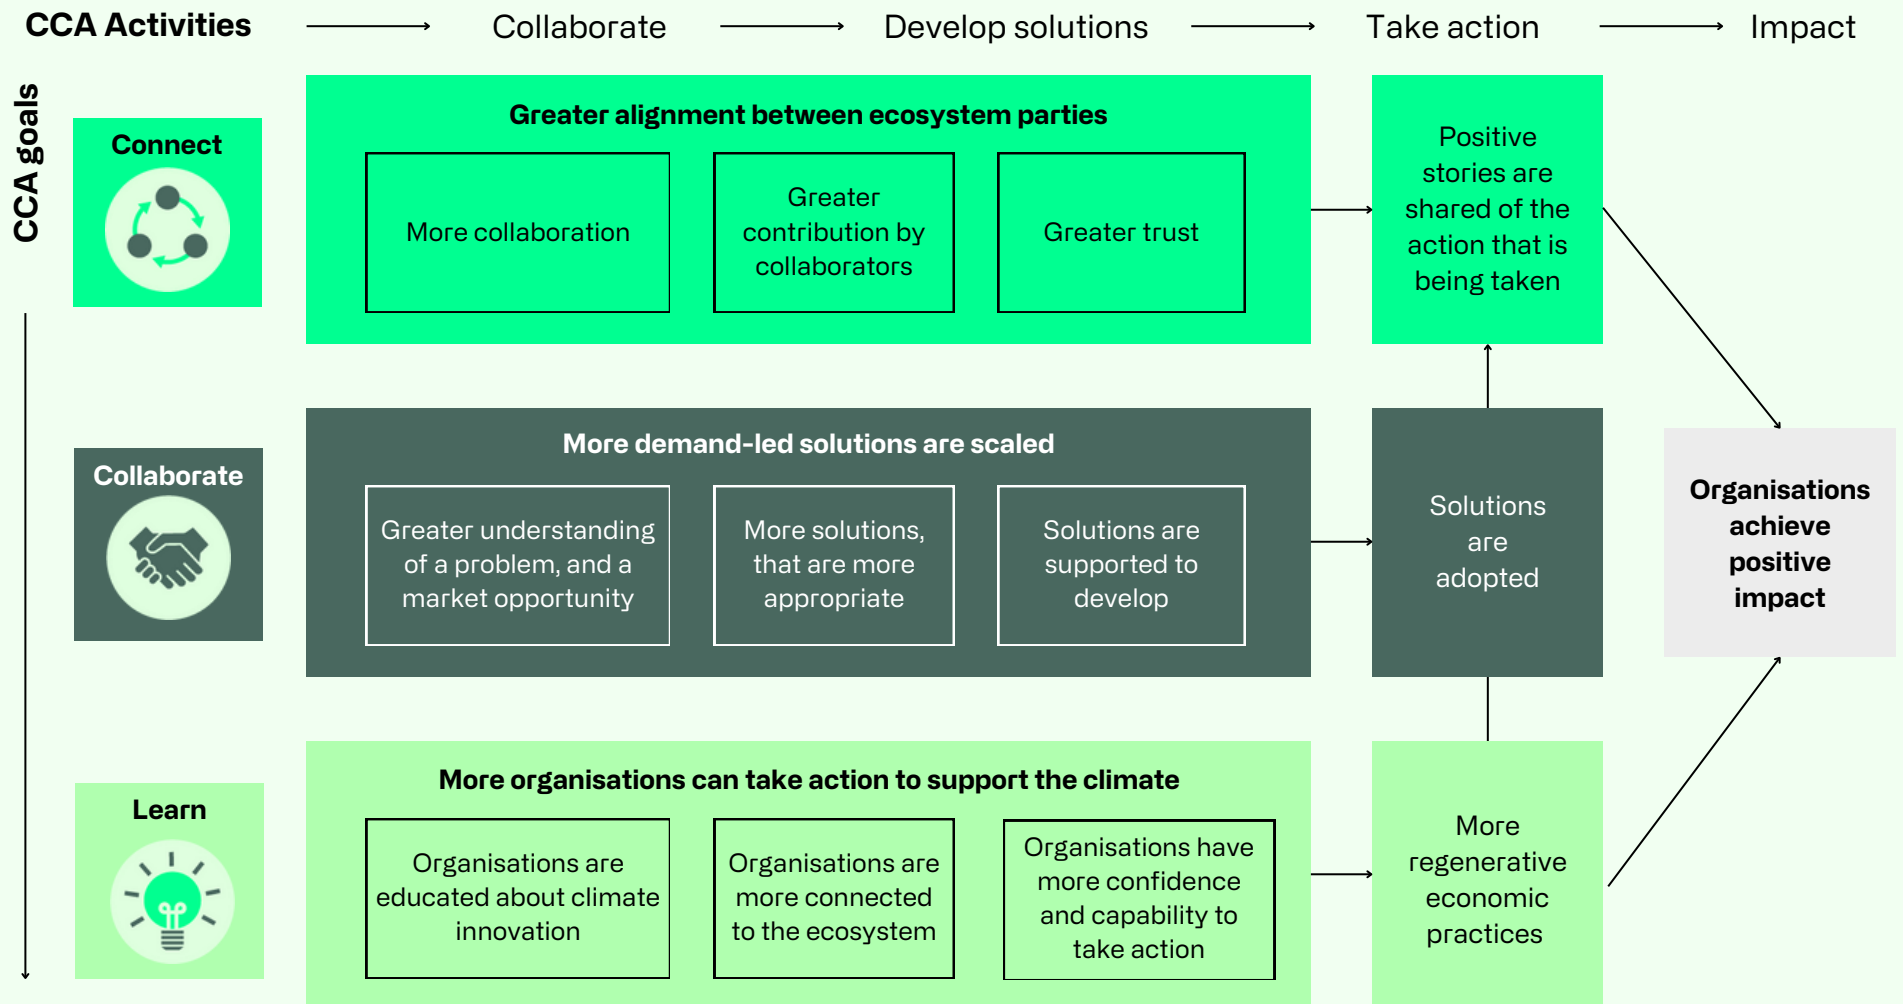 CCA Activities
Collaborate
Develop solutions
Take action
Impact
CCA goals
Connect
Greater alignment between ecosystem parties
More collaboration
Greater
contribution by
collaborators
Greater trust
Positive
stories are
shared of the
action that is
being taken
Collaborate
More demand-led solutions are scaled
Greater understanding
of a problem, and a
market opportunity
More solutions,
that are more
appropriate
Solutions are
supported to
develop
Solutions
are
adopted
Organisations
achieve
positive
impact
Learn
More organisations can take action to support the climate
Organisations are
educated about climate
innovation
Organisations are
more connected
to the ecosystem
Organisations have
more confidence
and capability to
take action
More
regenerative
economic
practices